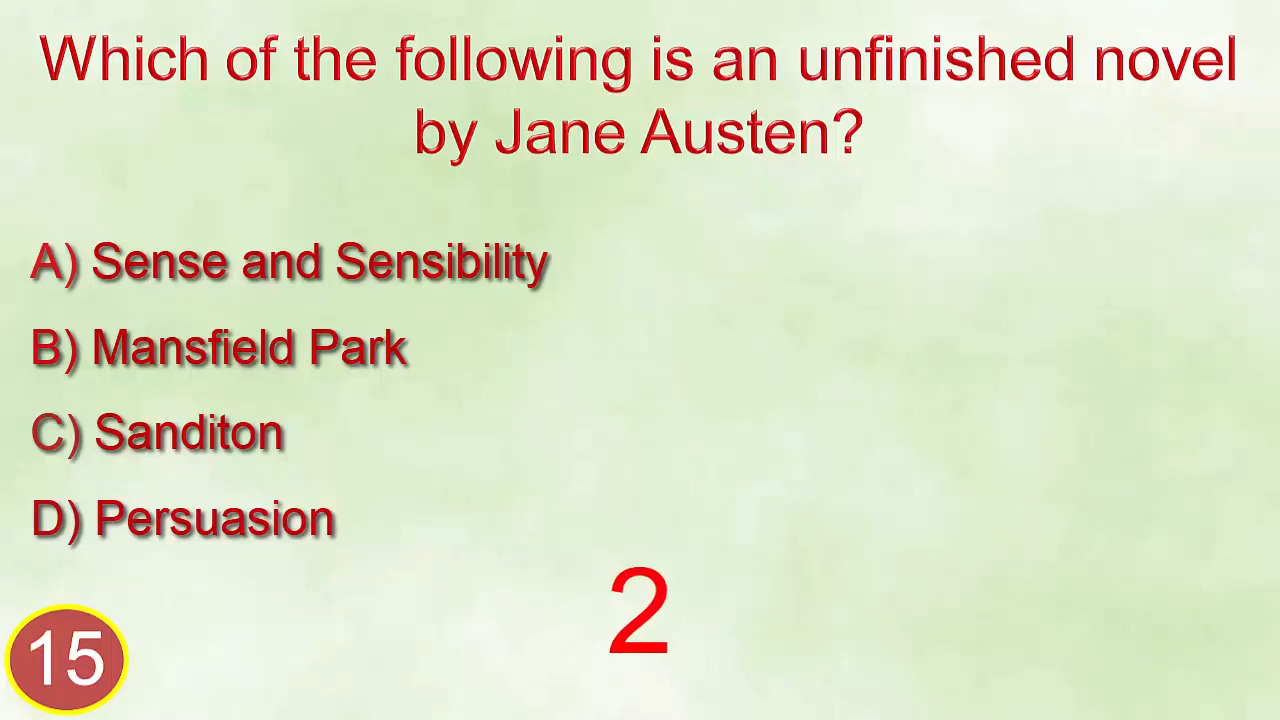 Which of the following is an unfinished novel
by Jane Austen?
A) Sense and Sensibility
B) Mansfield Park
C) Sanditon
D) Persuasion
2
15